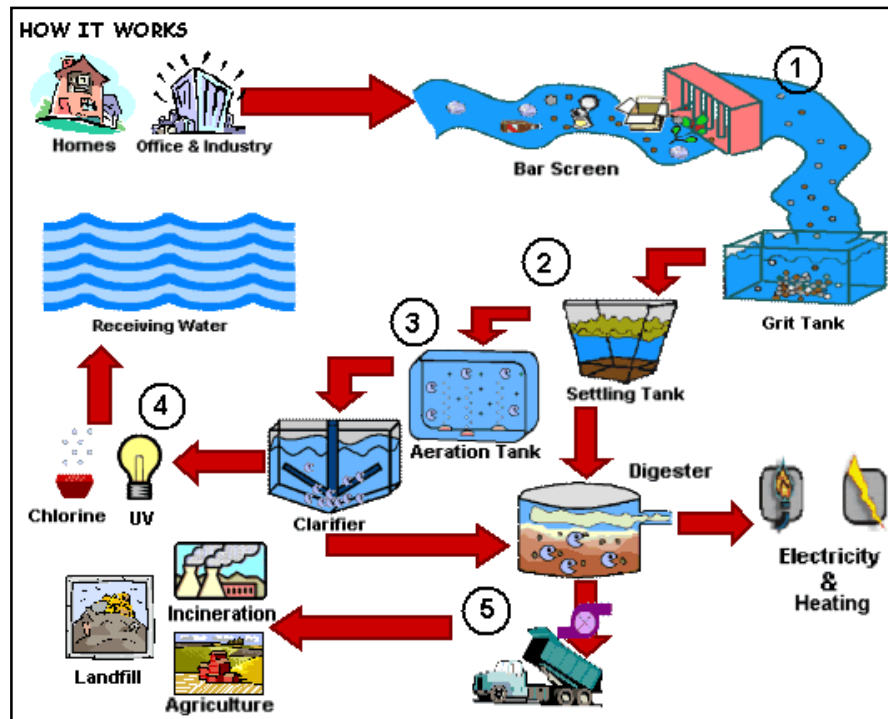 HOW IT WORKS
1
Homes
Office & Industry
Bar Screen
2
Receiving Water
3
Grit Tank
Settling Tank
4
Aeration Tank
Digester
Chlorine
UV
Clarifier
Electricity
&
Heating
Incineration
5
Landfill
Agriculture